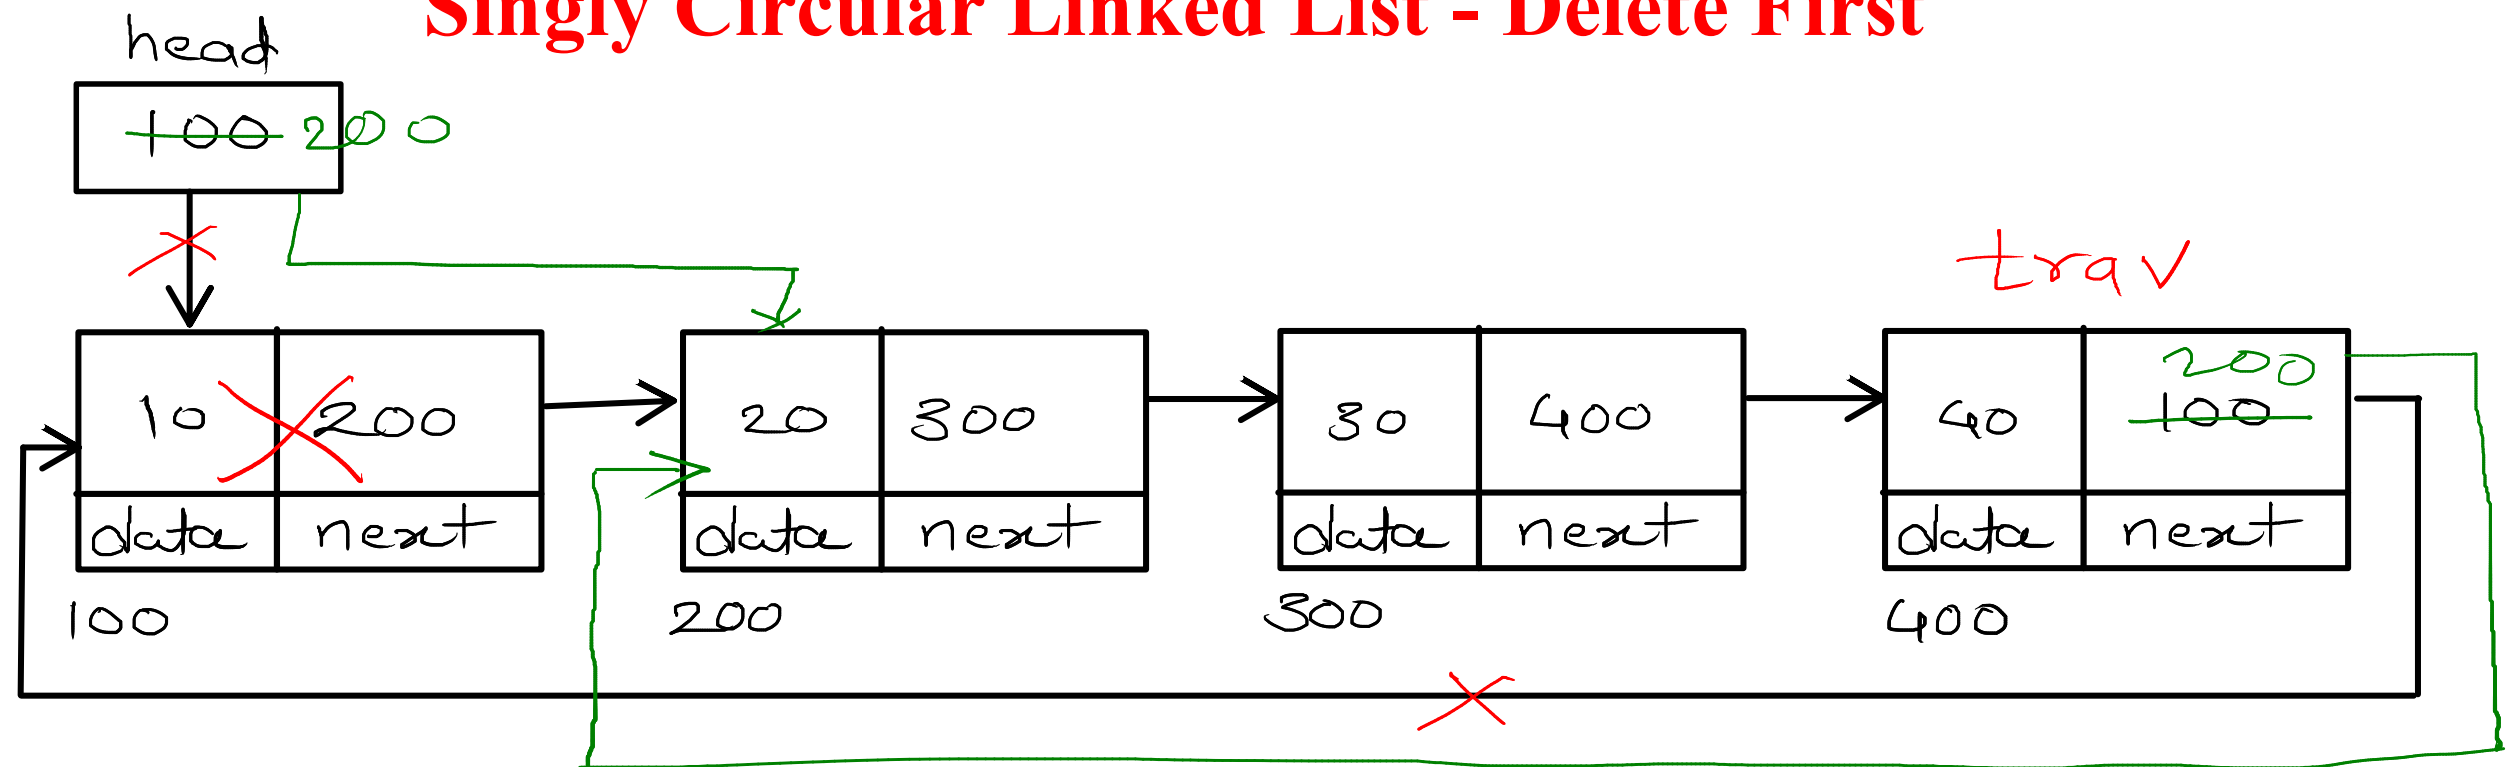 Singly Circular Linked List - Delete First
head
100 200
trav
200
10 200 20 300 30 400 40 100
data next data next data next data next
100 200 300 400